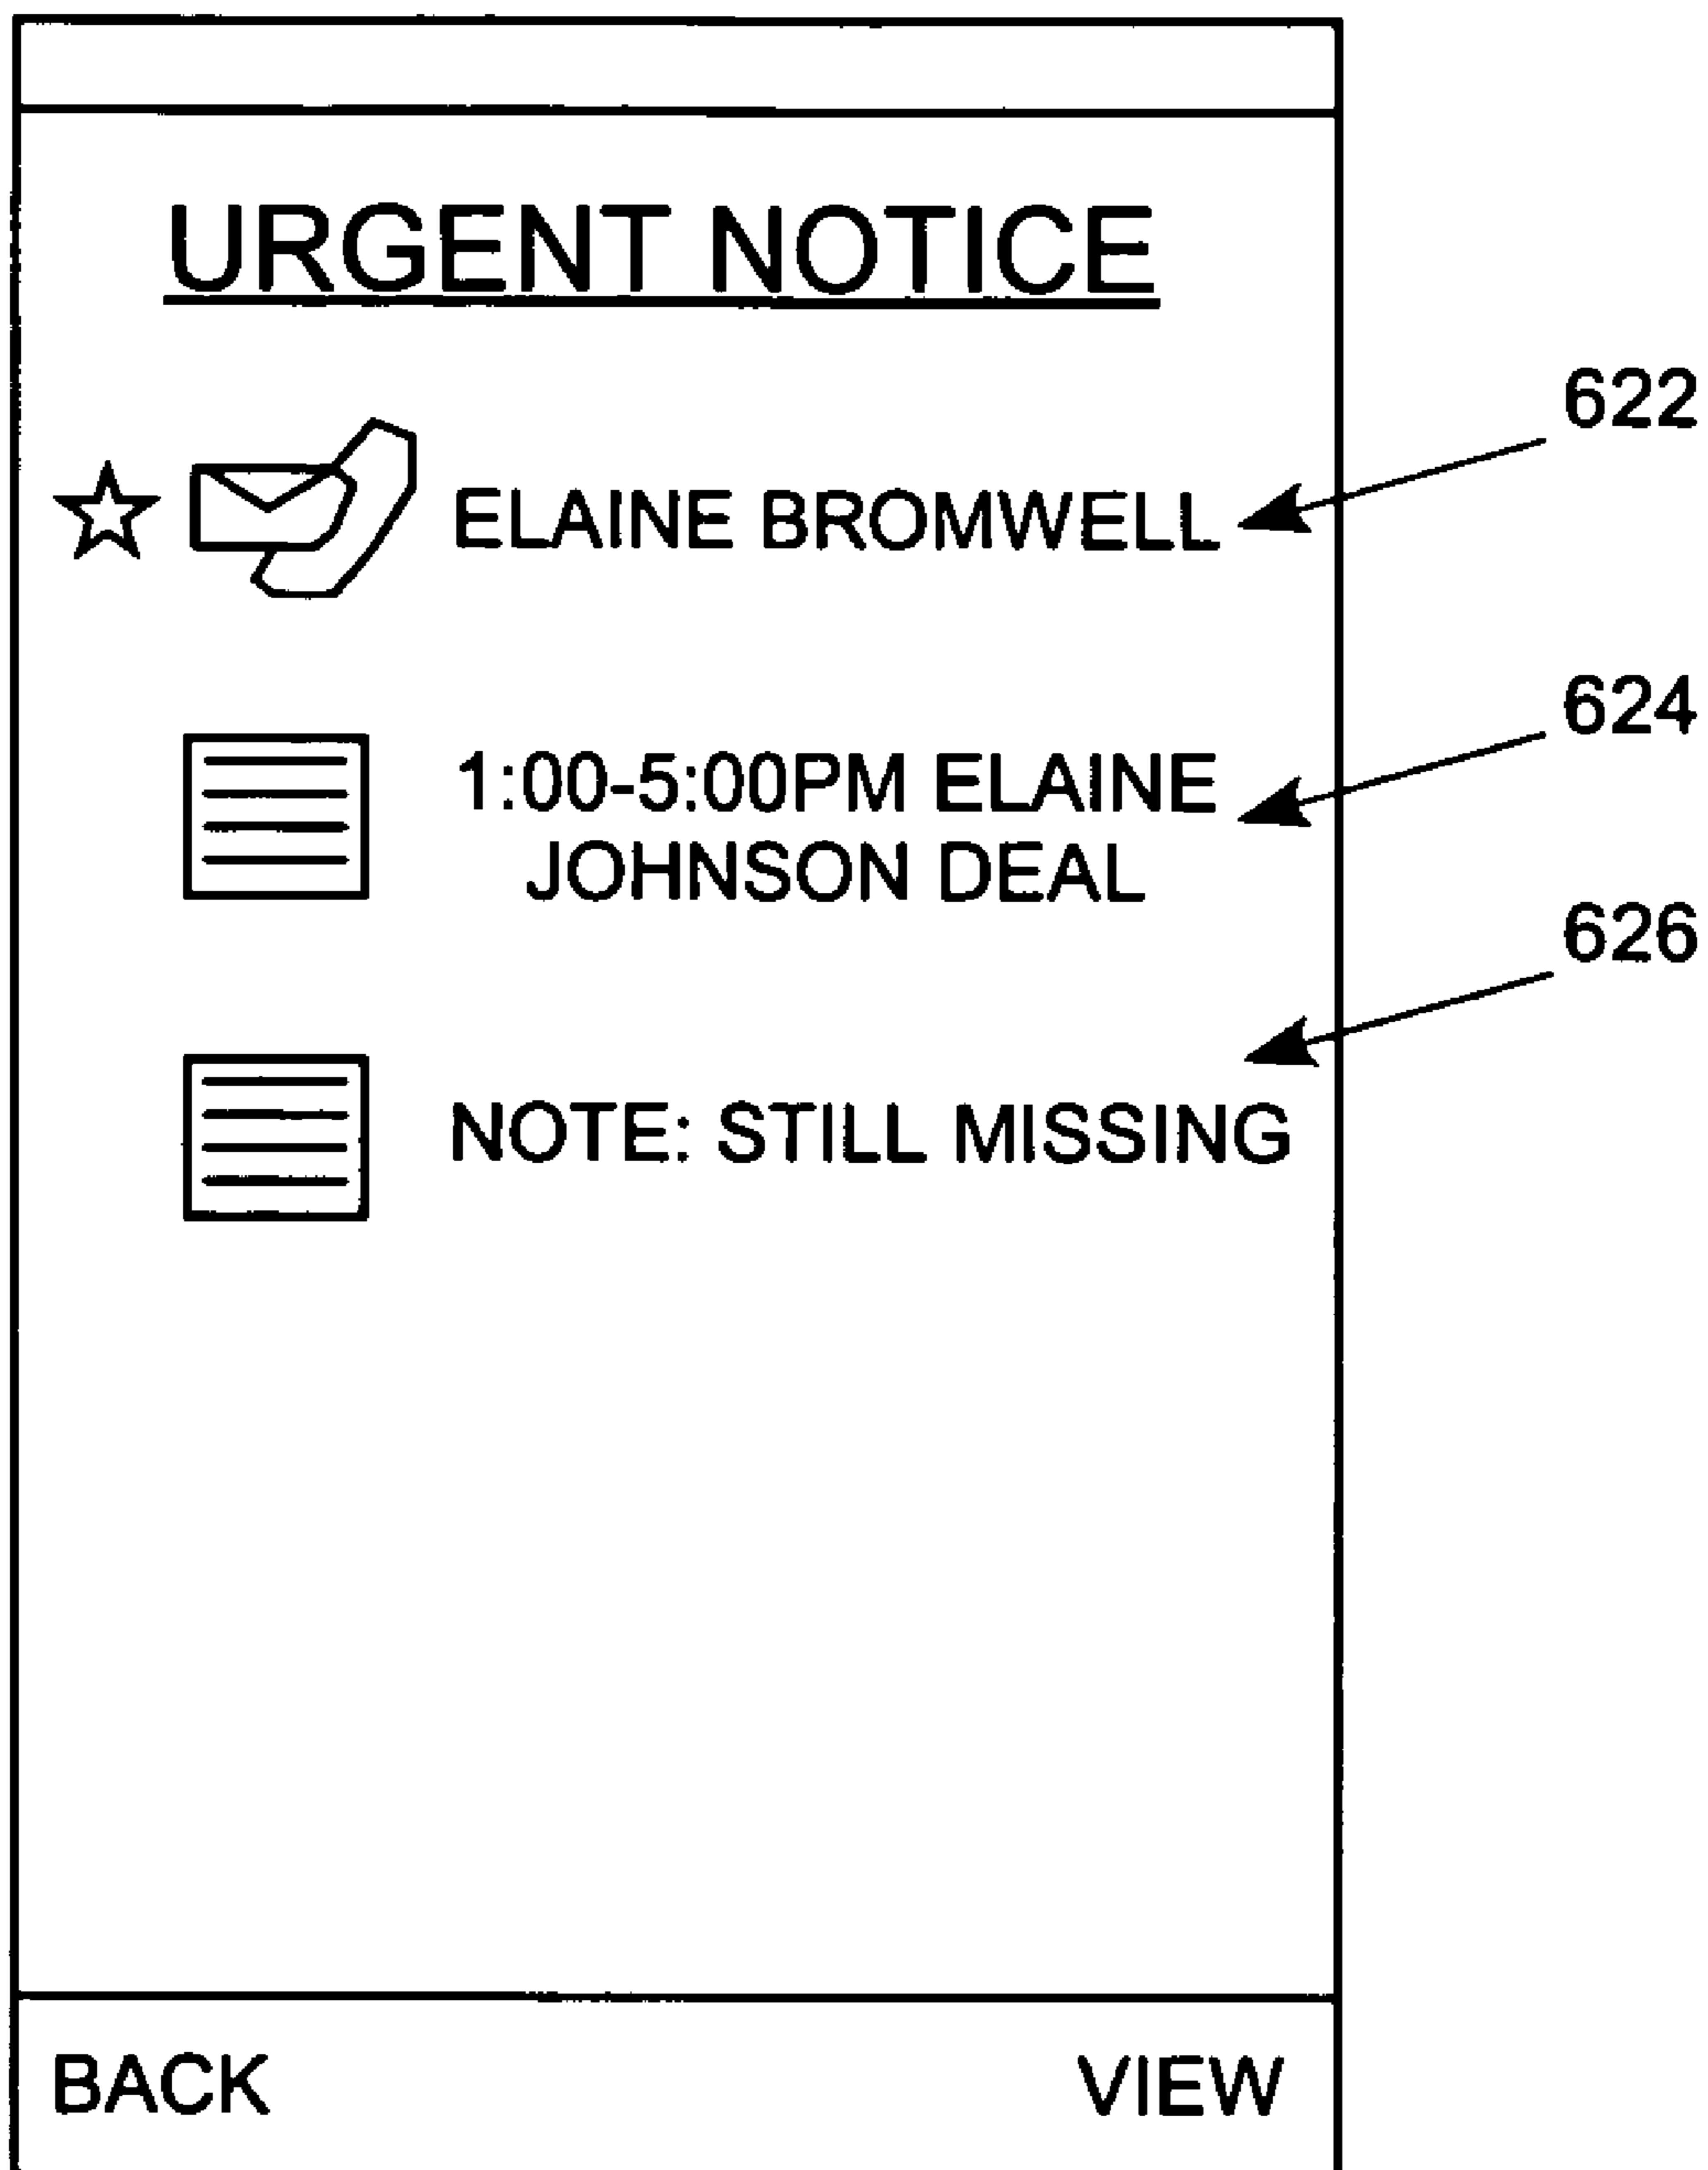 URGENT NOTICE
622
ELAINE BROMWELL
624
1:00-5:00PM ELAINE
JOHNSON DEAL
626
NOTE: STILL MISSING
BACK VIEW